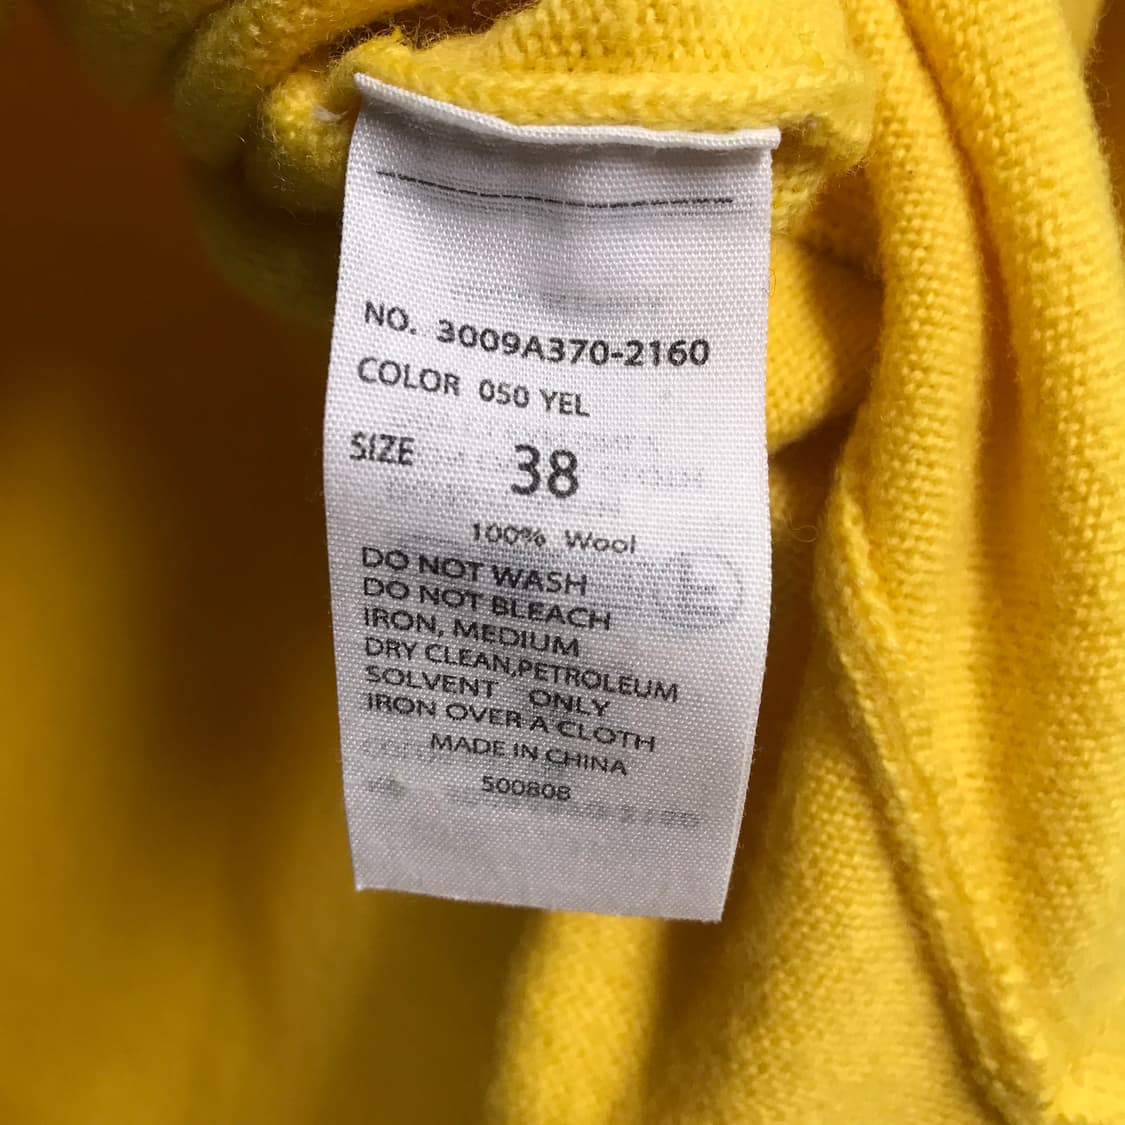 NO. 3009A370-2160
COLOR 050 YEL
SIZE 38
100% Wool
DO NOT WASH
DO NOT BLEACH
IRON, MEDIUM
DRY CLEAN,PETROLEUM
SOLVENT ONLY
IRON OVER A CLOTH
MADE IN CHINA
500808